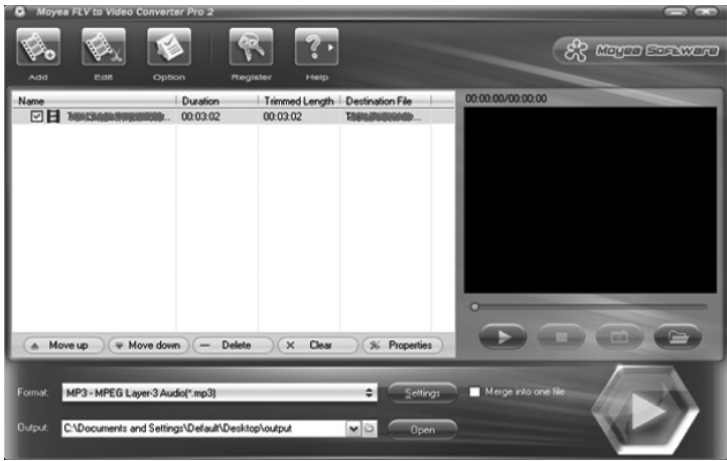 Moyea FLV to Video Converter Pro 2
Moyea Software
Add Edit Option Register Help
Name Duration Trimmed Length Destination File
00:03:02 00:03:02
00:00:00/00:00:00
Move up Move down Delete Clear Properties
Format: MP3 - MPEG Layer-3 Audio(*.mp3) Settings Merge into one file
Output: C:\Documents and Settings\Default\Desktop\output Open